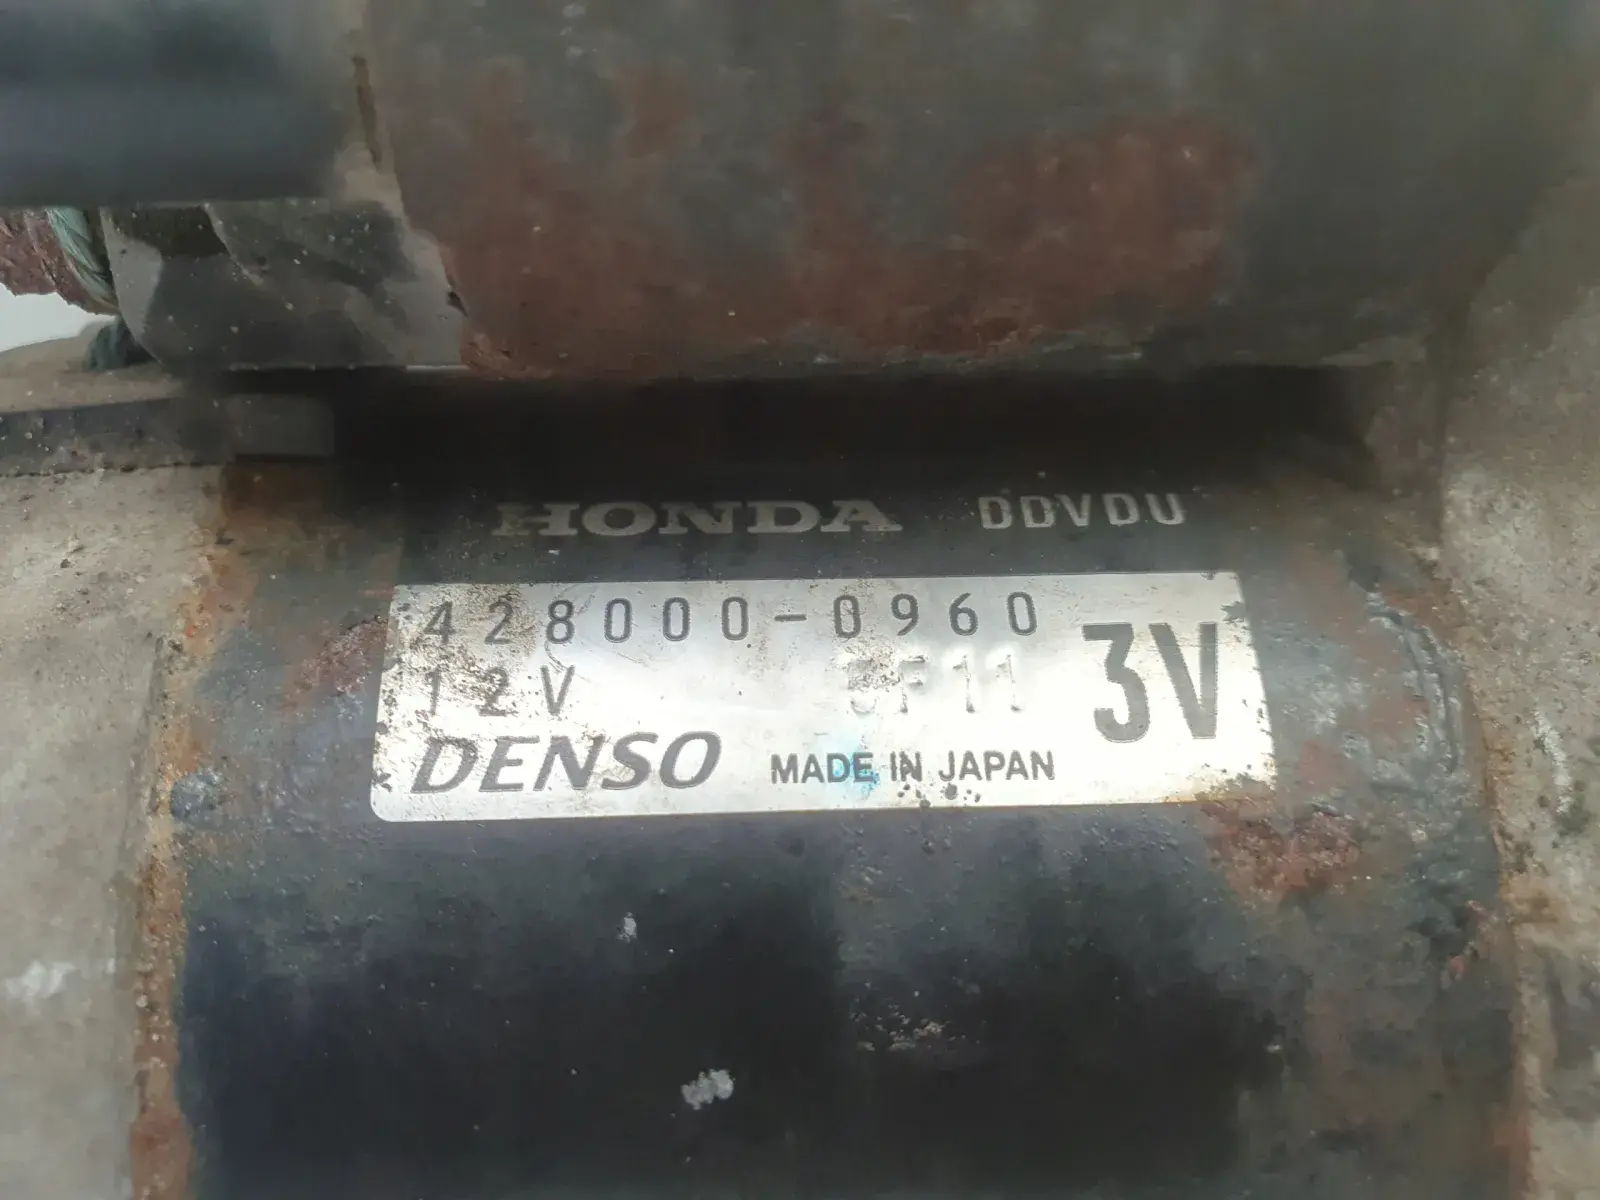 HONDA DDVDU
428000-0960
12V 3V
DENSO MADE IN JAPAN